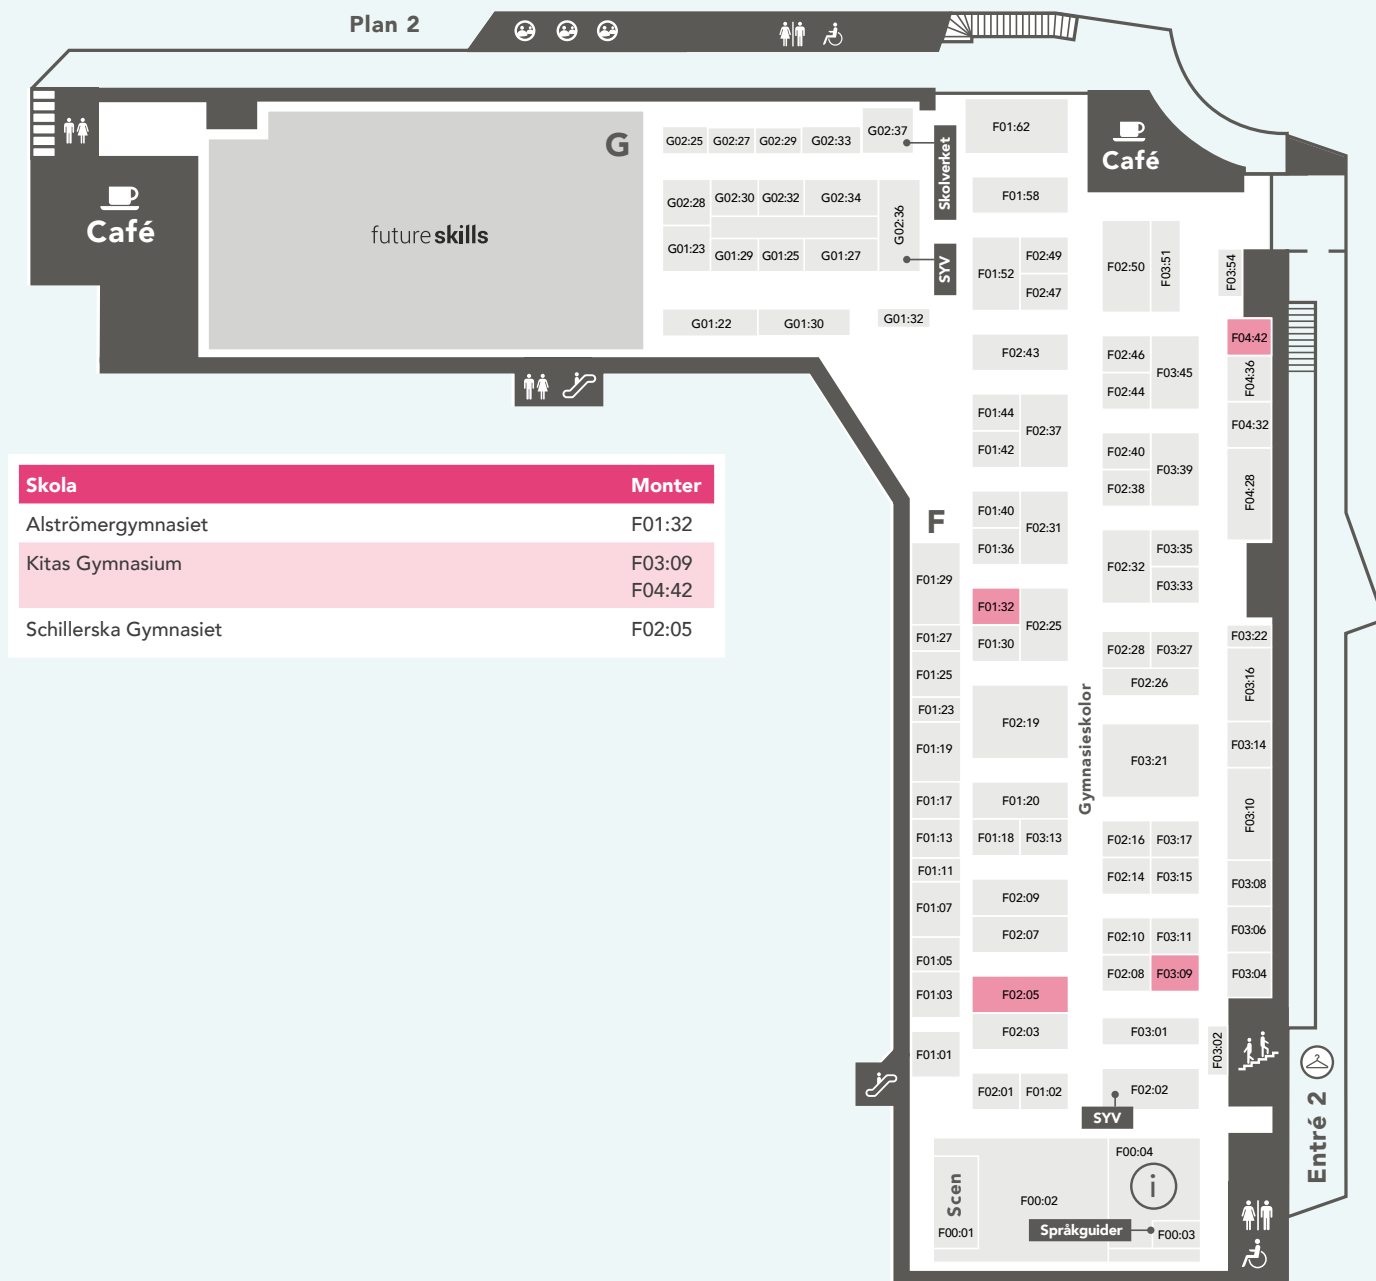 Plan 2
G
futureskills
Café
Café
G02:25 G02:27 G02:29 G02:33 G02:37
Skolverket
G02:28 G02:30 G02:32 G02:34 G02:36
G01:23 G01:29 G01:25 G01:27
SYV
G01:22 G01:30 G01:32
F01:62
F01:58
F01:52 F02:49
F02:47
F02:50 F03:51 F03:54
F02:43
F02:46 F03:45
F02:44
F04:42
F04:36
F04:32
F04:28
F01:44 F02:37
F01:42
F02:40 F03:39
F02:38
Skola Monter
Alströmergymnasiet F01:32
Kitas Gymnasium F03:09
F04:42
Schillerska Gymnasiet F02:05
F
F01:40 F02:31
F01:36
F02:32 F03:35
F03:33
F01:29
F01:27
F01:25
F01:23
F01:19
F01:17
F01:13
F01:11
F01:07
F01:05
F01:03
F01:01
F01:32 F02:25
F01:30
F02:28 F03:27
F02:26
F03:22
F03:16
F03:14
F03:10
F03:08
F03:06
F03:04
F02:19
Gymnasieskolor
F03:21
F01:20
F01:18 F03:13
F02:16 F03:17
F02:14 F03:15
F02:09
F02:07
F02:10 F03:11
F02:08 F03:09
F02:05
F02:03
F03:01
F03:02
F02:01 F01:02
F02:02
SYV
Entré 2
F00:04
i
Scen
F00:01
F00:02
Språkguider
F00:03